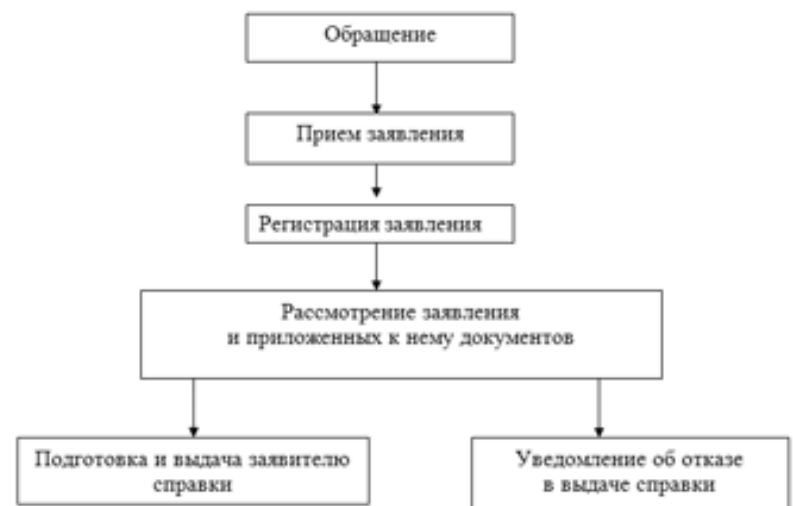 Обращение
Прием заявления
Регистрация заявления
Рассмотрение заявления
и приложенных к нему документов
Подготовка и выдача заявителю
справки
Уведомление об отказе
в выдаче справки